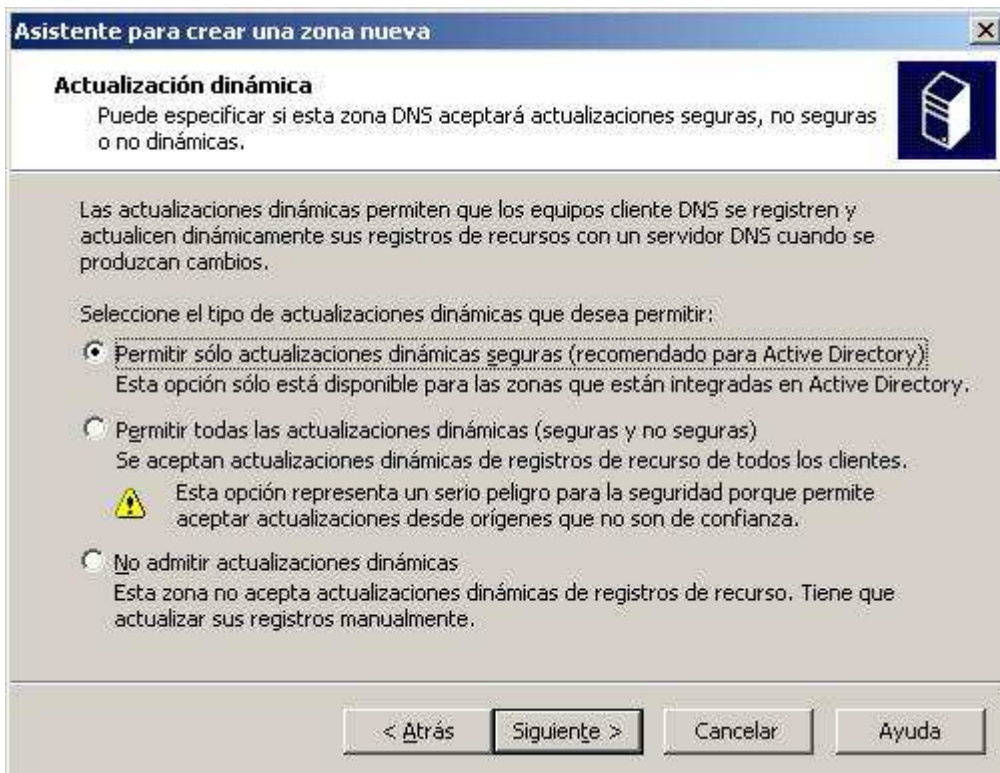 Asistente para crear una zona nueva
Actualización dinámica
Puede especificar si esta zona DNS aceptará actualizaciones seguras, no seguras
o no dinámicas.
Las actualizaciones dinámicas permiten que los equipos cliente DNS se registren y
actualicen dinámicamente sus registros de recursos con un servidor DNS cuando se
produzcan cambios.
Seleccione el tipo de actualizaciones dinámicas que desea permitir:
Permitir sólo actualizaciones dinámicas seguras (recomendado para Active Directory)
Esta opción sólo está disponible para las zonas que están integradas en Active Directory.
Permitir todas las actualizaciones dinámicas (seguras y no seguras)
Se aceptan actualizaciones dinámicas de registros de recurso de todos los clientes.
Esta opción representa un serio peligro para la seguridad porque permite
aceptar actualizaciones desde orígenes que no son de confianza.
No admitir actualizaciones dinámicas
Esta zona no acepta actualizaciones dinámicas de registros de recurso. Tiene que
actualizar sus registros manualmente.
< Atrás Siguiente > Cancelar Ayuda